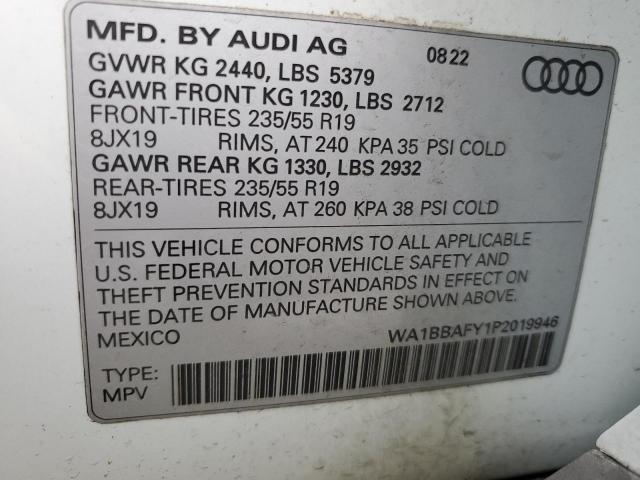 MFD. BY AUDI AG 0822
GVWR KG 2440, LBS 5379
GAWR FRONT KG 1230, LBS 2712
FRONT-TIRES 235/55 R19
8JX19 RIMS, AT 240 KPA 35 PSI COLD
GAWR REAR KG 1330, LBS 2932
REAR-TIRES 235/55 R19
8JX19 RIMS, AT 260 KPA 38 PSI COLD
THIS VEHICLE CONFORMS TO ALL APPLICABLE
U.S. FEDERAL MOTOR VEHICLE SAFETY AND
THEFT PREVENTION STANDARDS IN EFFECT ON
THE DATE OF MANUFACTURE SHOWN ABOVE.
MEXICO WA1BBAFY1P2019946
TYPE:
MPV